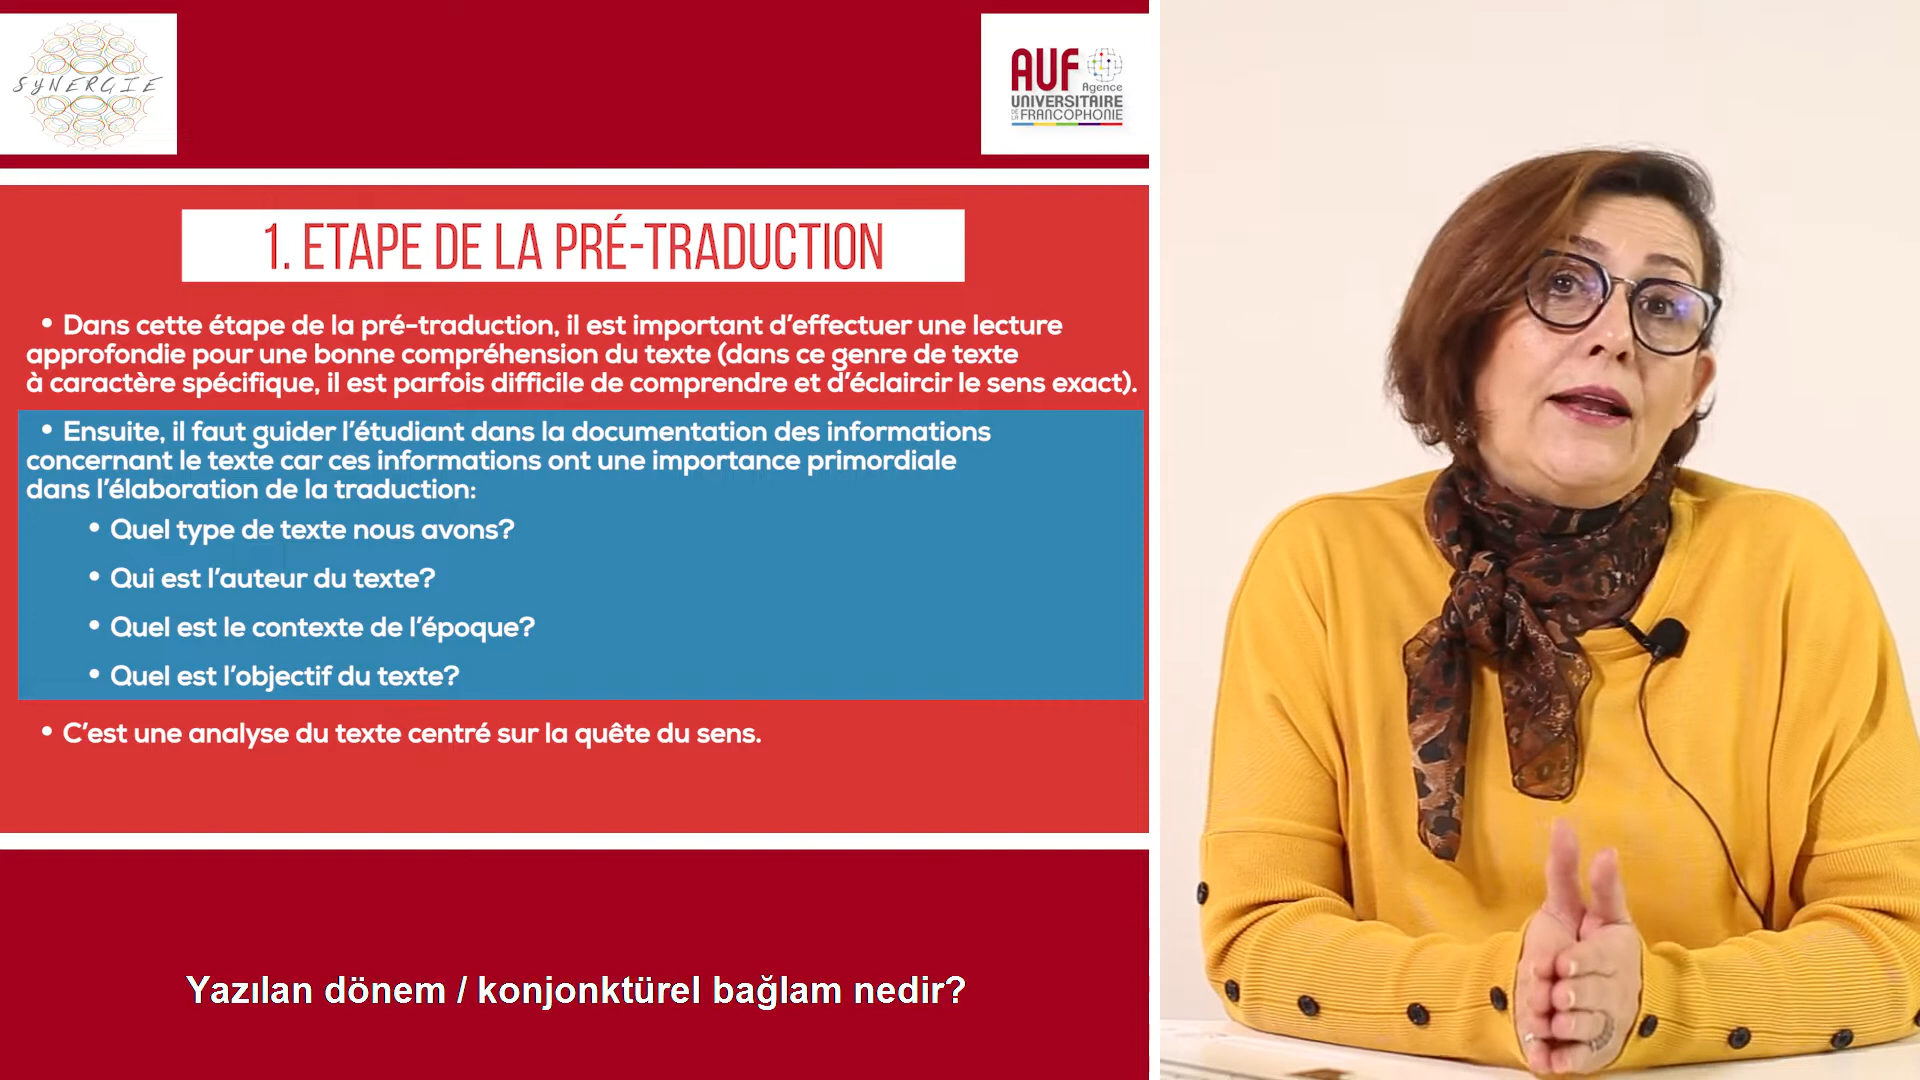 SYNERGIE
AUF
Agence
UNIVERSITAIRE
DE LA FRANCOPHONIE
1. ETAPE DE LA PRÉ-TRADUCTION
• Dans cette étape de la pré-traduction, il est important d’effectuer une lecture
approfondie pour une bonne compréhension du texte (dans ce genre de texte
à caractère spécifique, il est parfois difficile de comprendre et d’éclaircir le sens exact).
• Ensuite, il faut guider l’étudiant dans la documentation des informations
concernant le texte car ces informations ont une importance primordiale
dans l’élaboration de la traduction:
• Quel type de texte nous avons?
• Qui est l’auteur du texte?
• Quel est le contexte de l’époque?
• Quel est l’objectif du texte?
• C’est une analyse du texte centré sur la quête du sens.
Yazılan dönem / konjonktürel bağlam nedir?